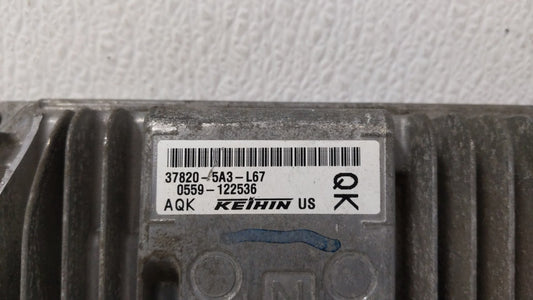 37820-5A3-L67
0559-122536
AQK KEIHIN US
QK